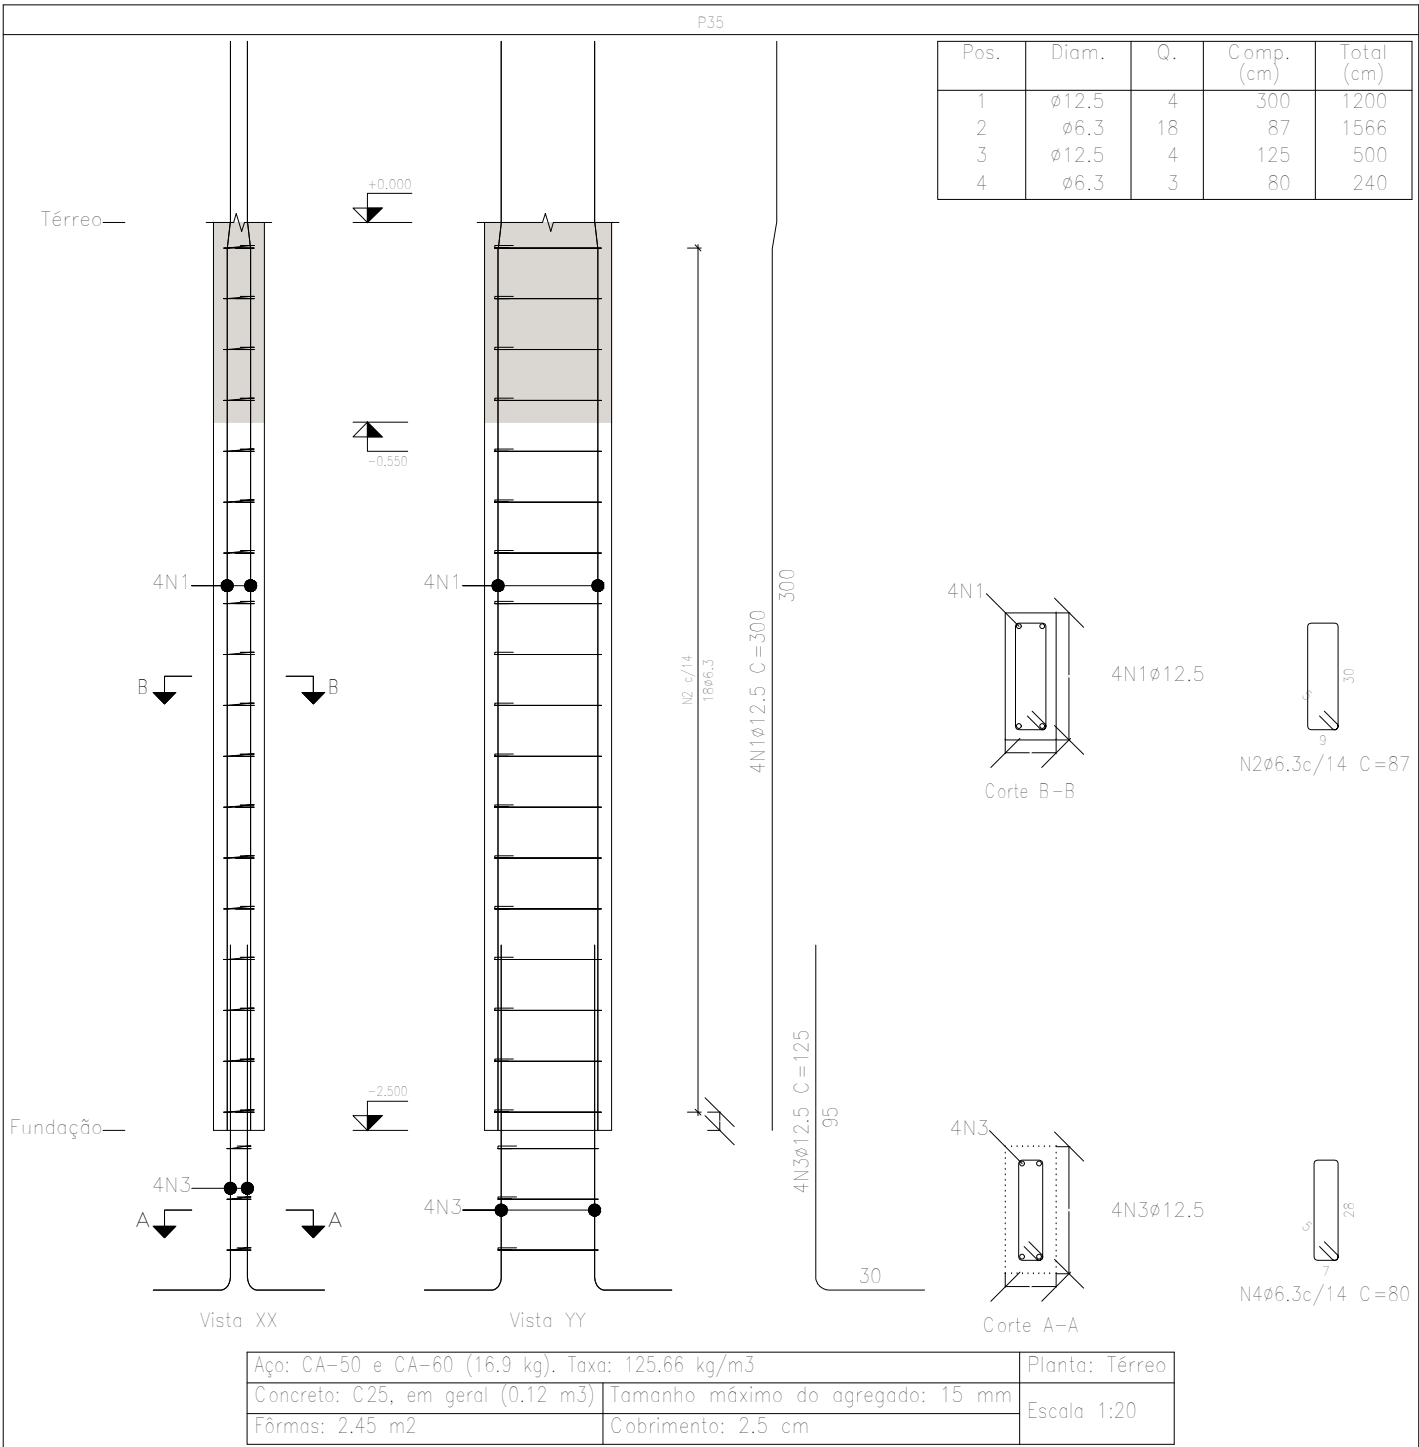 P35
Pos. Diam. Q. Comp. (cm) Total (cm)
1 ø12.5 4 300 1200
2 ø6.3 18 87 1566
3 ø12.5 4 125 500
4 ø6.3 3 80 240
+0.000
Térreo
-0.550
4N1
4N1
B B
N2 c/14
18ø6.3
4N1ø12.5 C=300
300
4N1
4N1ø12.5
Corte B-B
5
30
9
N2ø6.3c/14 C=87
-2.500
Fundação
4N3
4N3
A A
4N3ø12.5 C=125
95
30
Vista XX
Vista YY
4N3
4N3ø12.5
Corte A-A
5
28
7
N4ø6.3c/14 C=80
Aço: CA-50 e CA-60 (16.9 kg). Taxa: 125.66 kg/m3
Planta: Térreo
Concreto: C25, em geral (0.12 m3)
Tamanho máximo do agregado: 15 mm
Escala 1:20
Fôrmas: 2.45 m2
Cobrimento: 2.5 cm